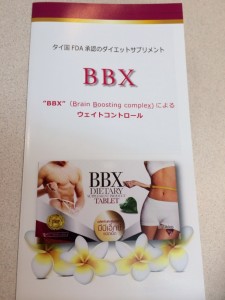 タイ国 FDA 承認のダイエットサプリメント
BBX
"BBX"（Brain Boosting complex）による
ウェイトコントロール
BBX
DIETARY
TABLET